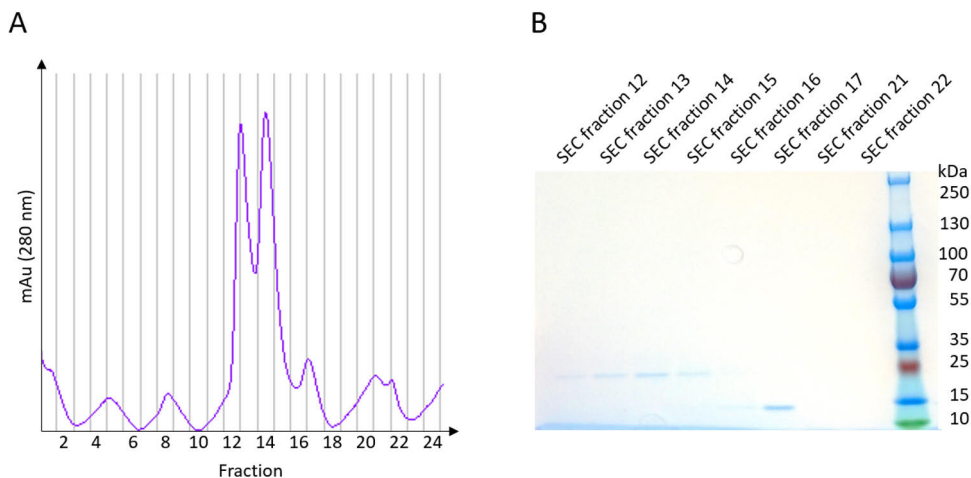 A
B
mAu (280 nm)
2 4 6 8 10 12 14 16 18 20 22 24
Fraction
SEC fraction 12
SEC fraction 13
SEC fraction 14
SEC fraction 15
SEC fraction 16
SEC fraction 17
SEC fraction 21
SEC fraction 22
kDa
250
130
100
70
55
35
25
15
10